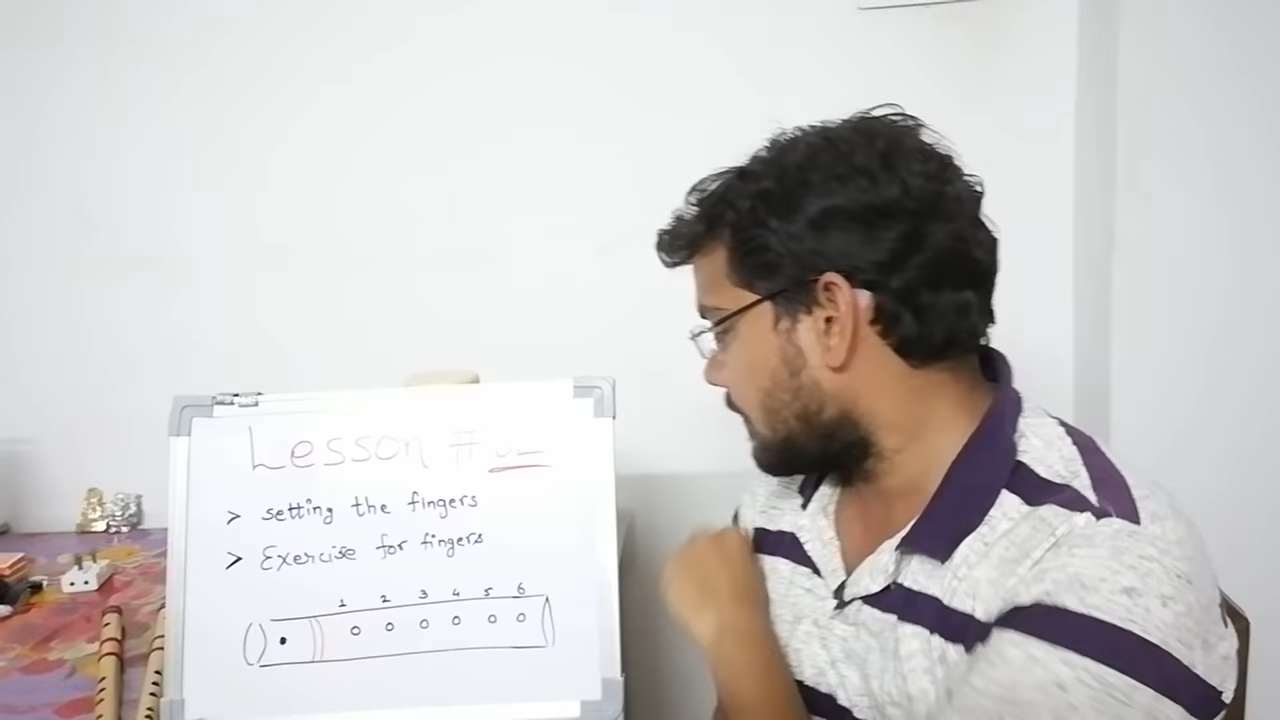 Lesson #
> setting the fingers
> Exercise for fingers
1 2 3 4 5 6